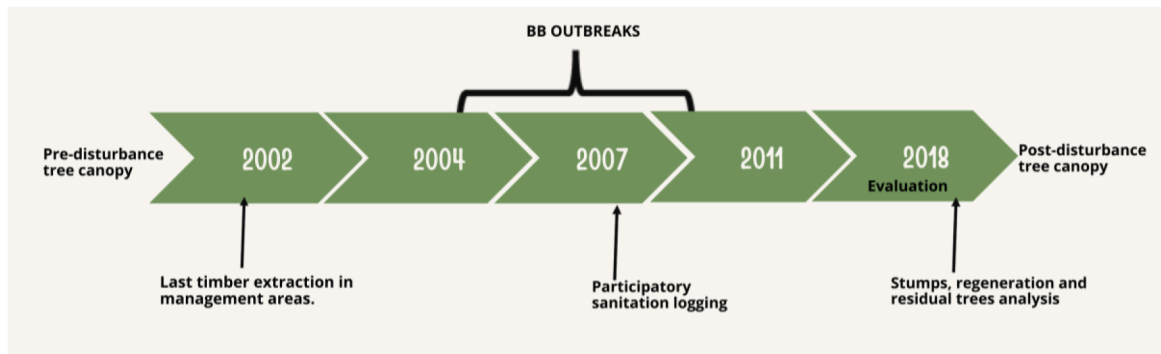 BB OUTBREAKS
Pre-disturbance
tree canopy
2002
2004
2007
2011
2018
Evaluation
Post-disturbance
tree canopy
Last timber extraction in
management areas.
Participatory
sanitation logging
Stumps, regeneration and
residual trees analysis